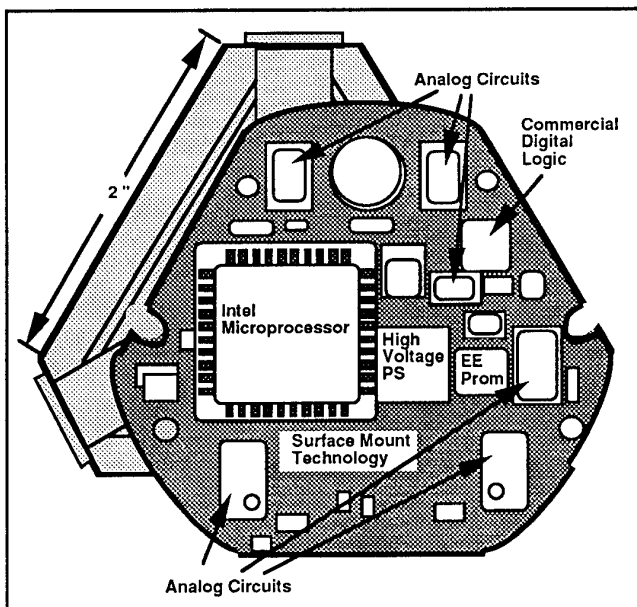 Analog Circuits
Commercial
Digital
Logic
2 "
Intel
Microprocessor
High
Voltage
PS
EE
Prom
Surface Mount
Technology
Analog Circuits